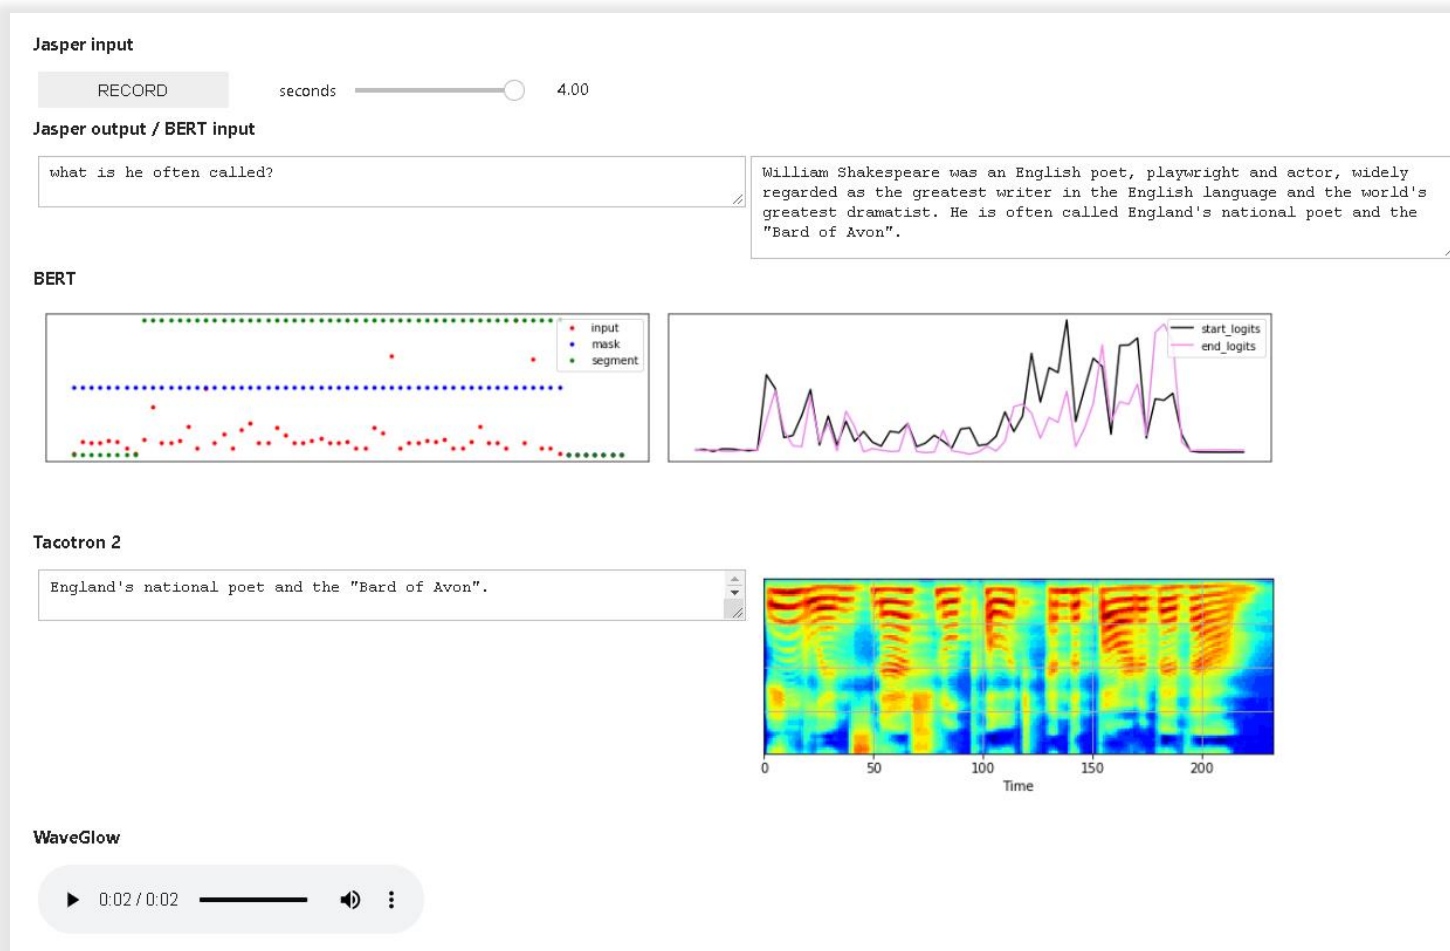 Jasper input
RECORD
seconds
4.00
Jasper output / BERT input
what is he often called?
William Shakespeare was an English poet, playwright and actor, widely
regarded as the greatest writer in the English language and the world's
greatest dramatist. He is often called England's national poet and the
"Bard of Avon".
BERT
input
mask
segment
start_logits
end_logits
Tacotron 2
England's national poet and the "Bard of Avon".
0 50 100 150 200
Time
WaveGlow
0:02 / 0:02